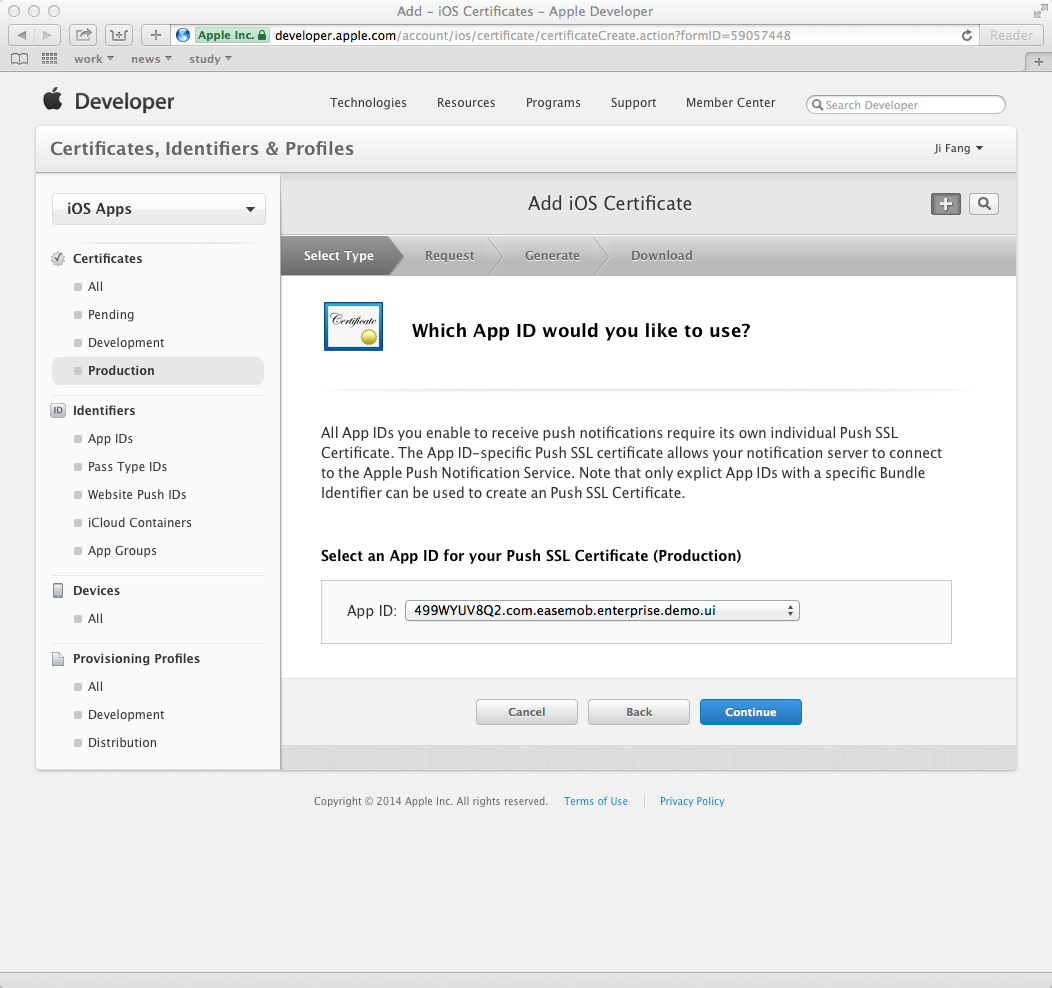 Add – iOS Certificates – Apple Developer
Apple Inc.
developer.apple.com/account/ios/certificate/certificateCreate.action?formID=59057448
Reader
work
news
study
Developer
Technologies
Resources
Programs
Support
Member Center
Search Developer
Certificates, Identifiers & Profiles
Ji Fang
iOS Apps
Certificates
All
Pending
Development
Production
ID
Identifiers
App IDs
Pass Type IDs
Website Push IDs
iCloud Containers
App Groups
Devices
All
Provisioning Profiles
All
Development
Distribution
Add iOS Certificate
Select Type
Request
Generate
Download
Certificate
Which App ID would you like to use?
All App IDs you enable to receive push notifications require its own individual Push SSL
Certificate. The App ID–specific Push SSL certificate allows your notification server to connect
to the Apple Push Notification Service. Note that only explict App IDs with a specific Bundle
Identifier can be used to create an Push SSL Certificate.
Select an App ID for your Push SSL Certificate (Production)
App ID:
499WYUV8Q2.com.easemob.enterprise.demo.ui
Cancel
Back
Continue
Copyright © 2014 Apple Inc. All rights reserved.
Terms of Use
Privacy Policy